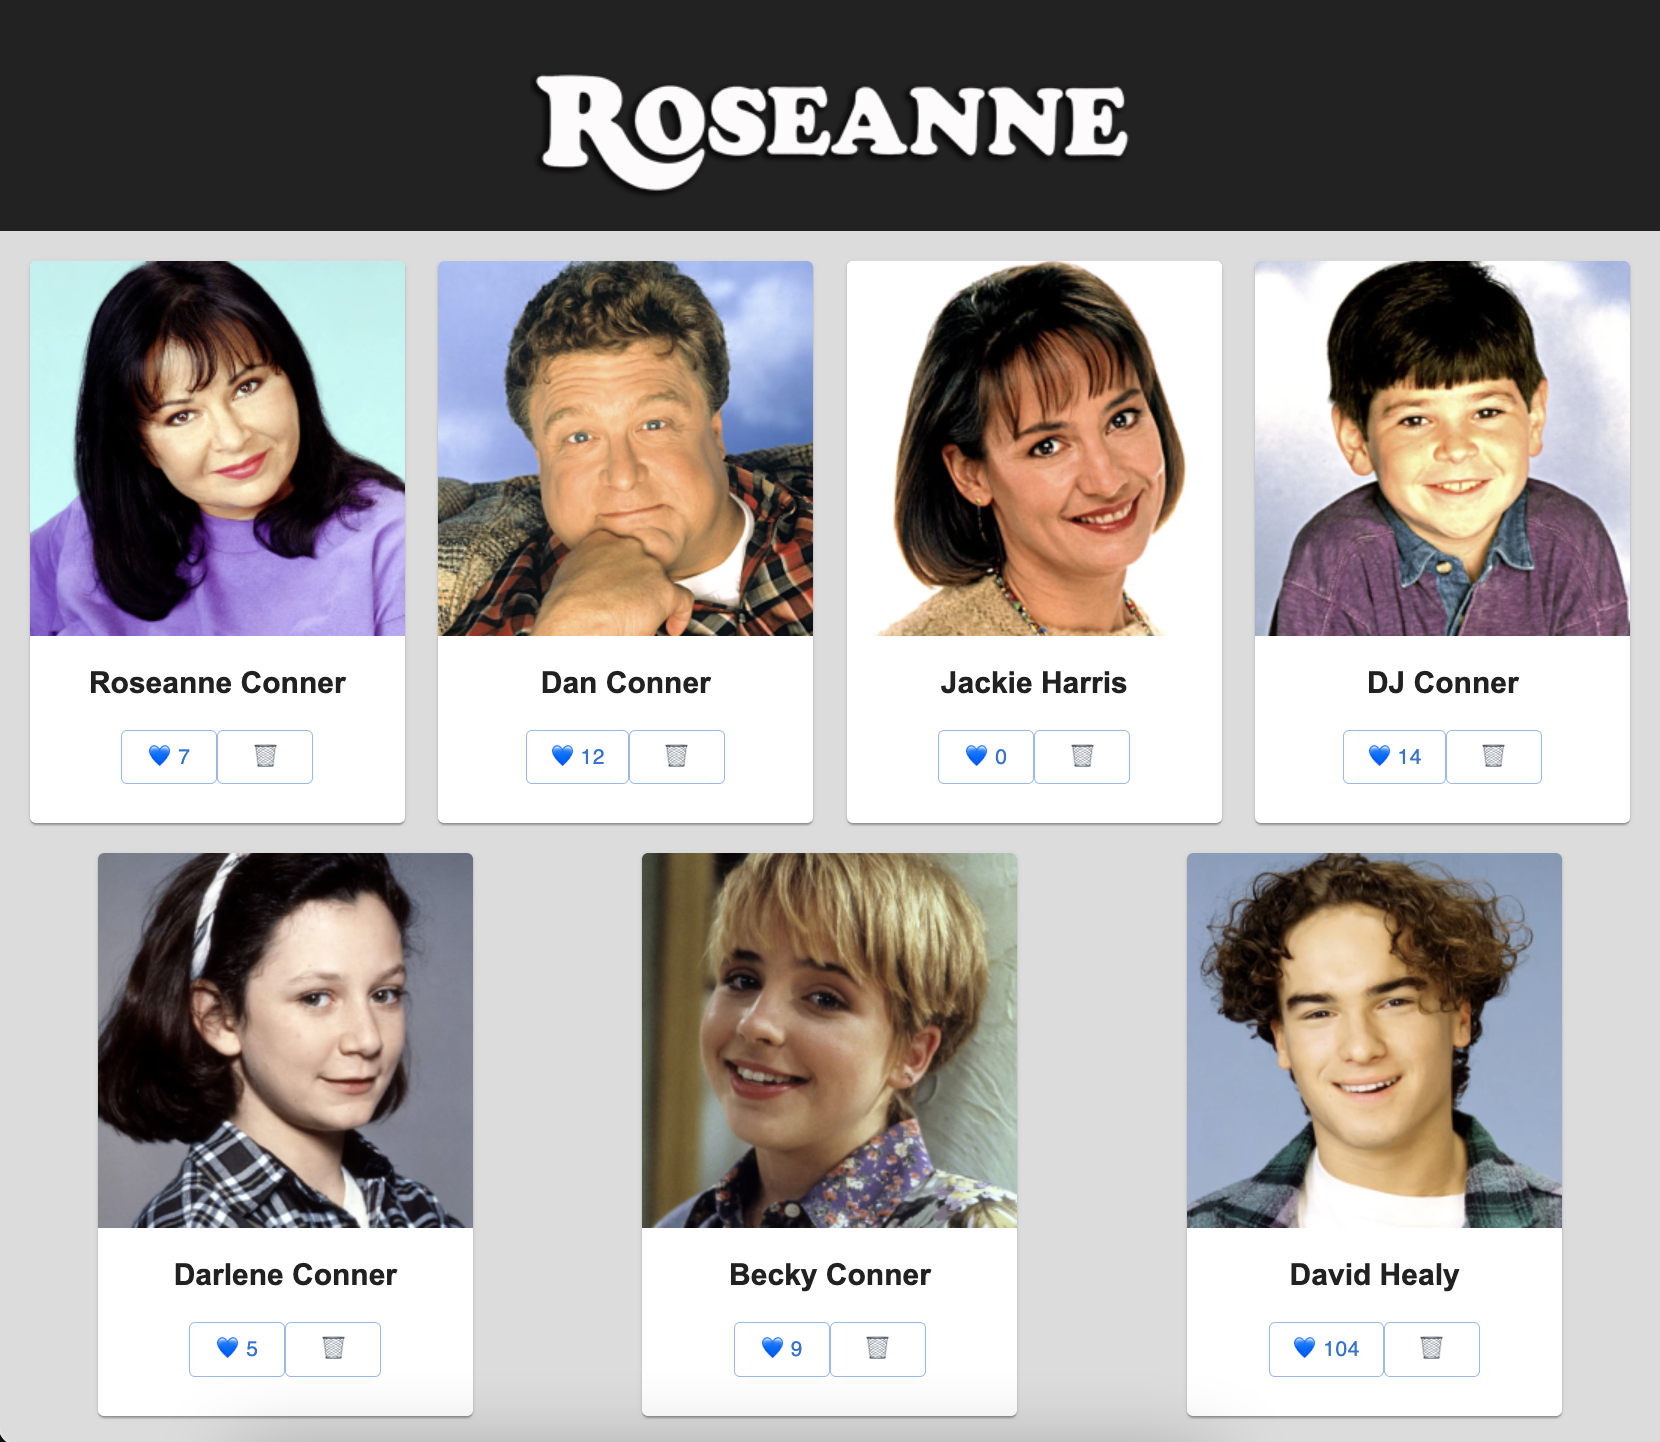 ROSEANNE
Roseanne Conner
7
Dan Conner
12
Jackie Harris
0
DJ Conner
14
Darlene Conner
5
Becky Conner
9
David Healy
104